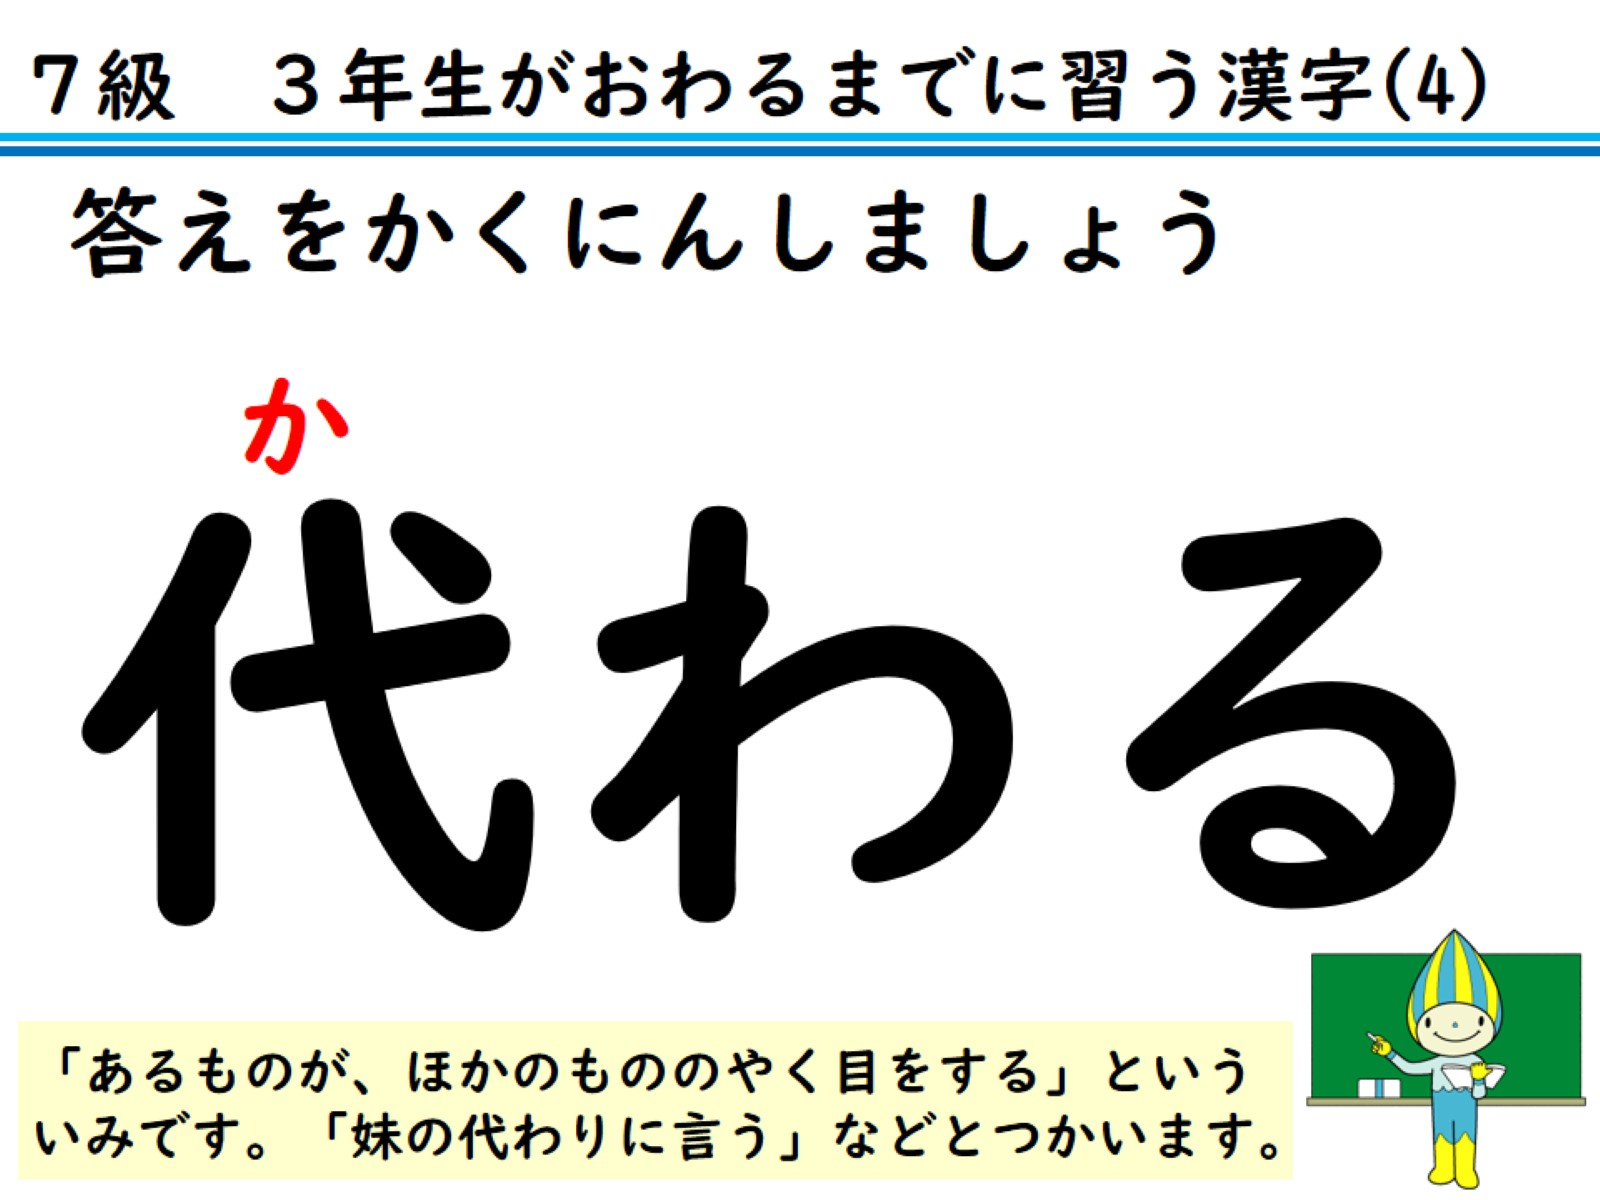 ７級　３年生がおわるまでに習う漢字(4)
答えをかくにんしましょう
か
代わる
「あるものが、ほかのもののやく目をする」という
いみです。「妹の代わりに言う」などとつかいます。